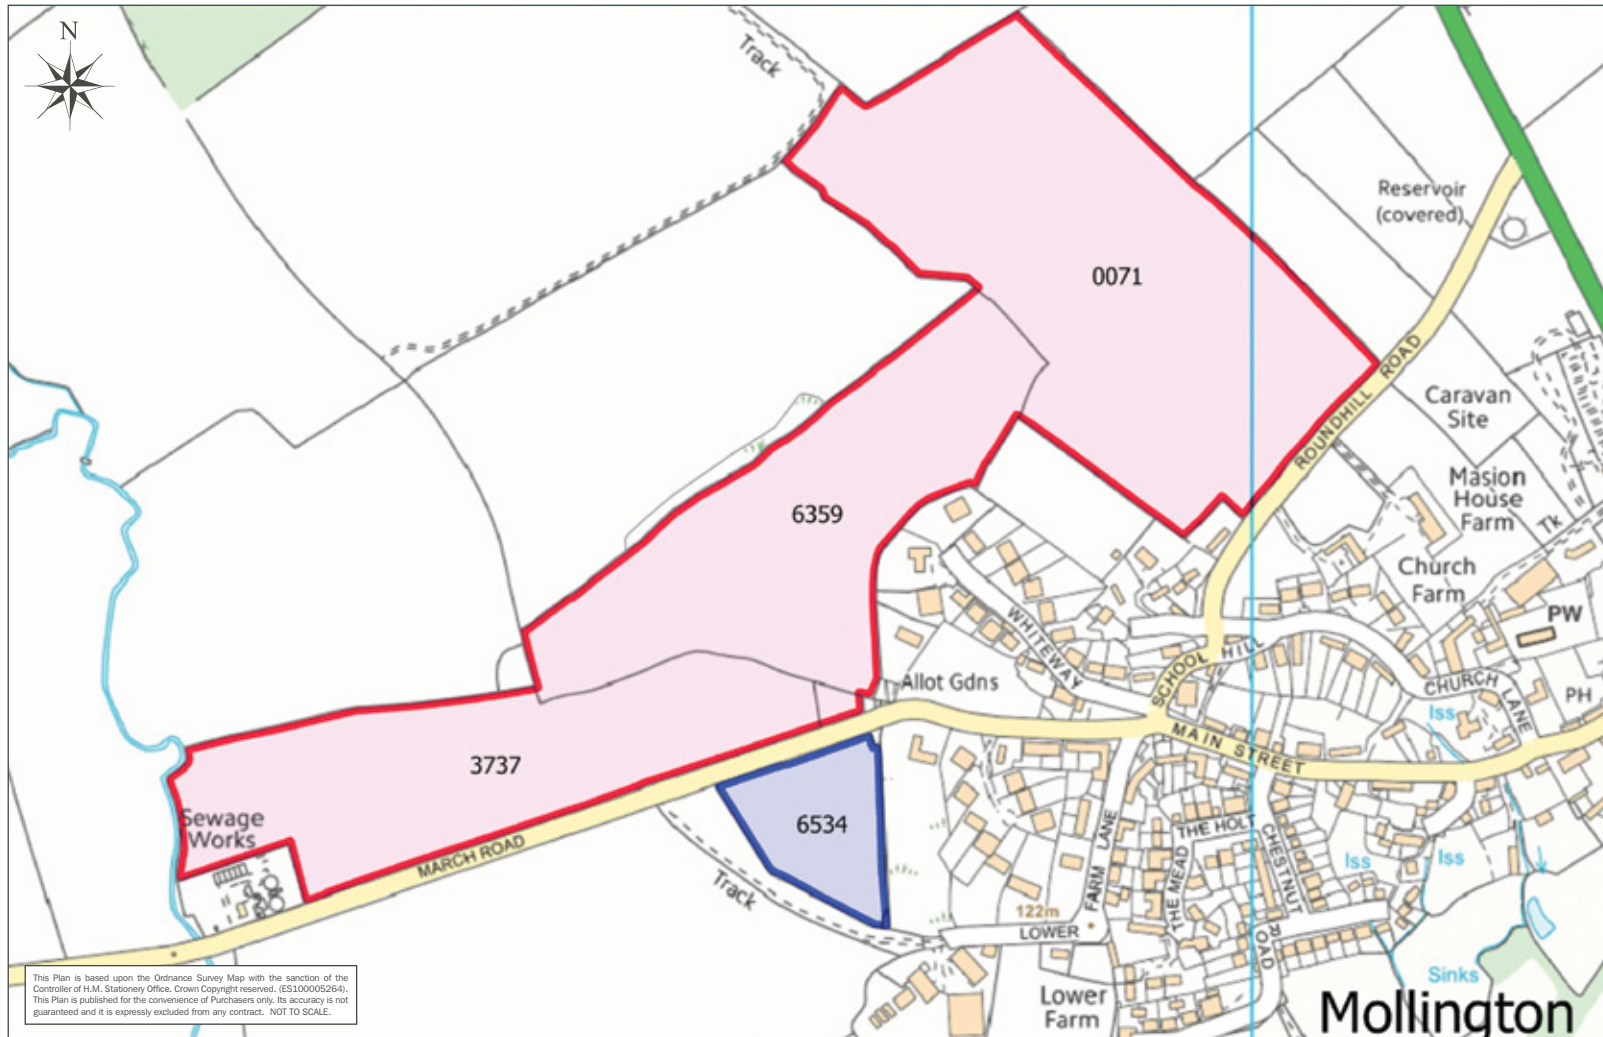 N
Track
Reservoir
(covered)
0071
ROUNDHILL ROAD
Caravan
Site
Masion
House
Farm
Tk
6359
Church
Farm
PW
WHITEWAY
SCHOOL HILL
Allot Gdns
CHURCH LANE
PH
Iss
MAIN STREET
3737
Sewage
Works
6534
MARCH ROAD
FARM LANE
THE HOLT
THE MEAD
CHESTNUT
ROAD
Iss
Iss
Track
122m
LOWER
Sinks
Lower
Farm
Mollington
This Plan is based upon the Ordnance Survey Map with the sanction of the
Controller of H.M. Stationery Office. Crown Copyright reserved. (ES100005264).
This Plan is published for the convenience of Purchasers only. Its accuracy is not
guaranteed and it is expressly excluded from any contract. NOT TO SCALE.